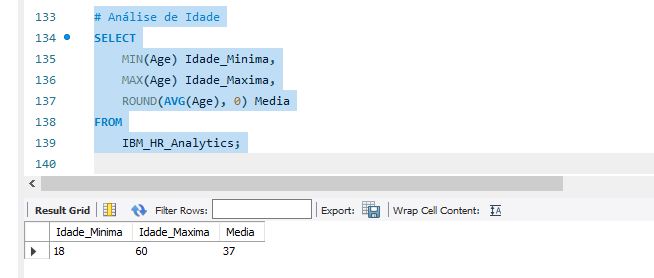 133 # Análise de Idade
134 SELECT
135 MIN(Age) Idade_Minima,
136 MAX(Age) Idade_Maxima,
137 ROUND(AVG(Age), 0) Media
138 FROM
139 IBM_HR_Analytics;
140
Result Grid Filter Rows: Export: Wrap Cell Content:
Idade_Minima Idade_Maxima Media
18 60 37